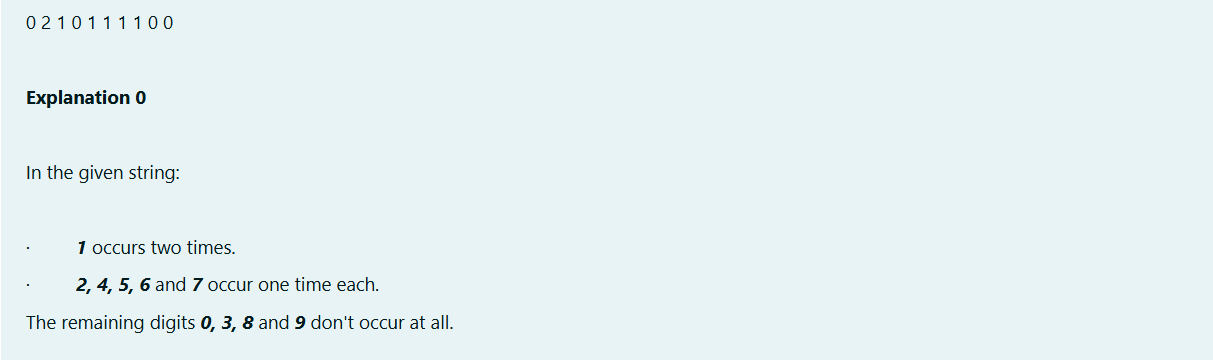 0 2 1 0 1 1 1 1 0 0
Explanation 0
In the given string:
· 1 occurs two times.
· 2, 4, 5, 6 and 7 occur one time each.
The remaining digits 0, 3, 8 and 9 don't occur at all.